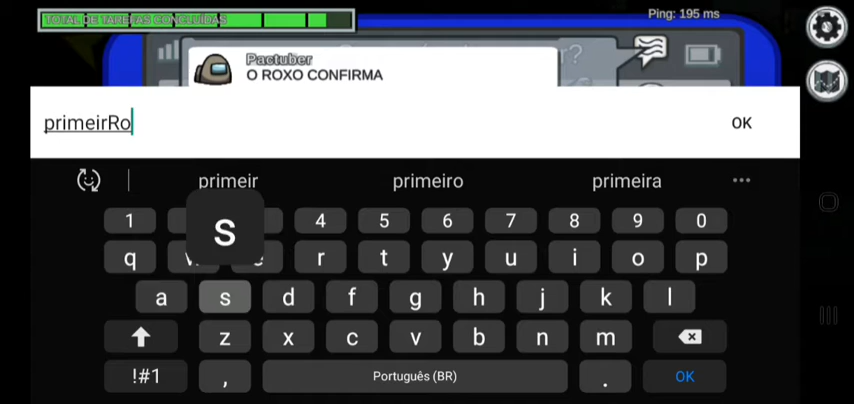 TOTAL DE TAREFAS CONCLUÍDAS
Ping: 195 ms
?
Pactuber
O ROXO CONFIRMA
primeirRo
OK
primeir primeiro primeira
s
1 4 5 6 7 8 9 0
q w e r t y u i o p
a s d f g h j k l
z x c v b n m
!#1 , Português (BR) . OK